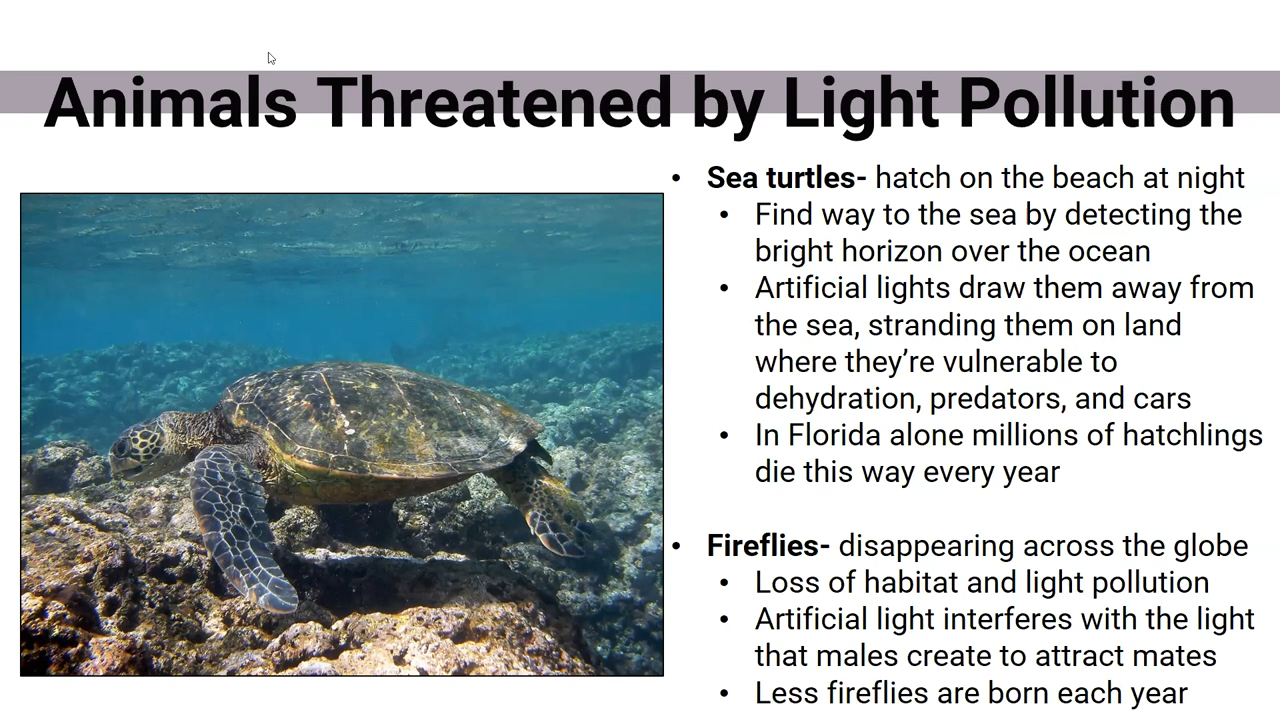 Animals Threatened by Light Pollution
• Sea turtles- hatch on the beach at night
• Find way to the sea by detecting the
bright horizon over the ocean
• Artificial lights draw them away from
the sea, stranding them on land
where they’re vulnerable to
dehydration, predators, and cars
• In Florida alone millions of hatchlings
die this way every year
• Fireflies- disappearing across the globe
• Loss of habitat and light pollution
• Artificial light interferes with the light
that males create to attract mates
• Less fireflies are born each year